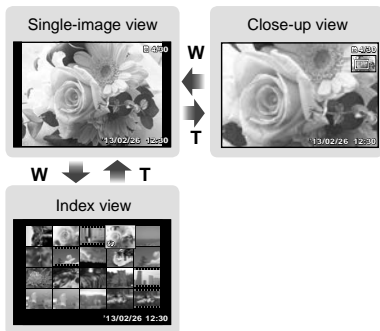 Single-image view
4/30
'13/02/26 12:30
W
T
Close-up view
4/30
'13/02/26 12:30
W
T
Index view
'13/02/26 12:30